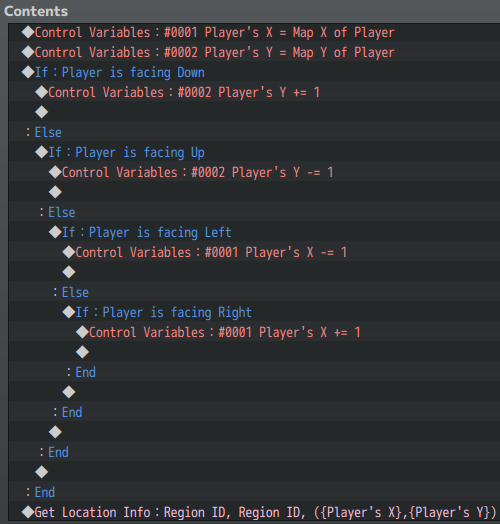 Contents
◆Control Variables：#0001 Player's X = Map X of Player
◆Control Variables：#0002 Player's Y = Map Y of Player
◆If：Player is facing Down
◆Control Variables：#0002 Player's Y += 1
◆
：Else
◆If：Player is facing Up
◆Control Variables：#0002 Player's Y -= 1
◆
：Else
◆If：Player is facing Left
◆Control Variables：#0001 Player's X -= 1
◆
：Else
◆If：Player is facing Right
◆Control Variables：#0001 Player's X += 1
◆
：End
◆
：End
◆
：End
◆
：End
◆Get Location Info：Region ID, Region ID, ({Player's X},{Player's Y})